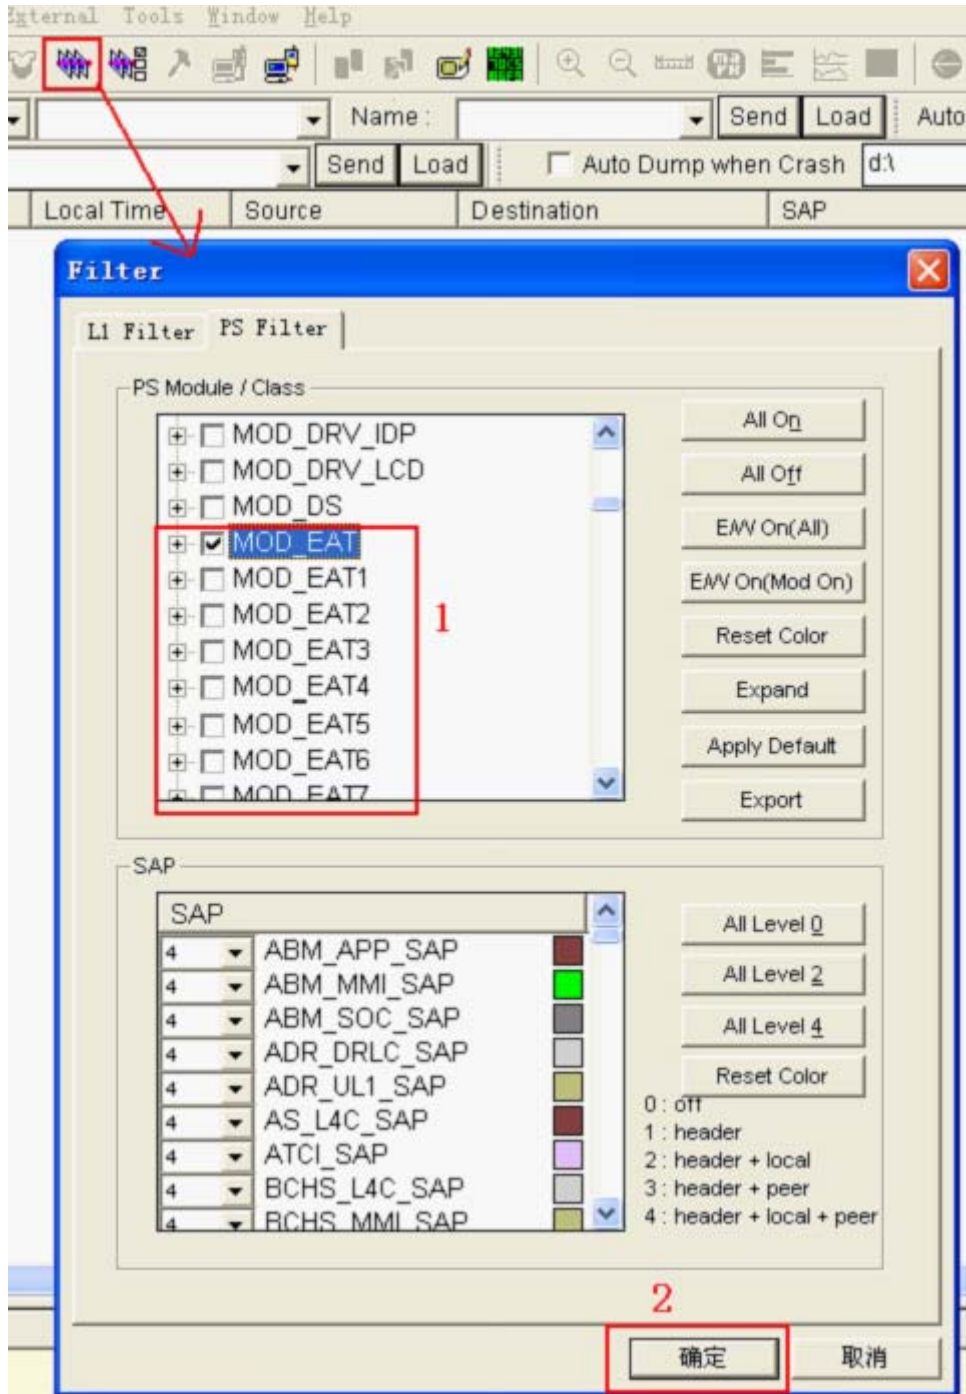 External Tools Window Help
Name : Send Load Auto
Send Load Auto Dump when Crash d:\
Local Time Source Destination SAP
Filter
L1 Filter PS Filter
PS Module / Class
MOD_DRV_IDP
MOD_DRV_LCD
MOD_DS
MOD_EAT
MOD_EAT1
MOD_EAT2
MOD_EAT3
MOD_EAT4
MOD_EAT5
MOD_EAT6
MOD_EAT7
1
All On
All Off
E/W On(All)
E/W On(Mod On)
Reset Color
Expand
Apply Default
Export
SAP
SAP
4 ABM_APP_SAP
4 ABM_MMI_SAP
4 ABM_SOC_SAP
4 ADR_DRLC_SAP
4 ADR_UL1_SAP
4 AS_L4C_SAP
4 ATCI_SAP
4 BCHS_L4C_SAP
4 BCHS_MMI_SAP
All Level 0
All Level 2
All Level 4
Reset Color
0 : off
1 : header
2 : header + local
3 : header + peer
4 : header + local + peer
2
确定 取消